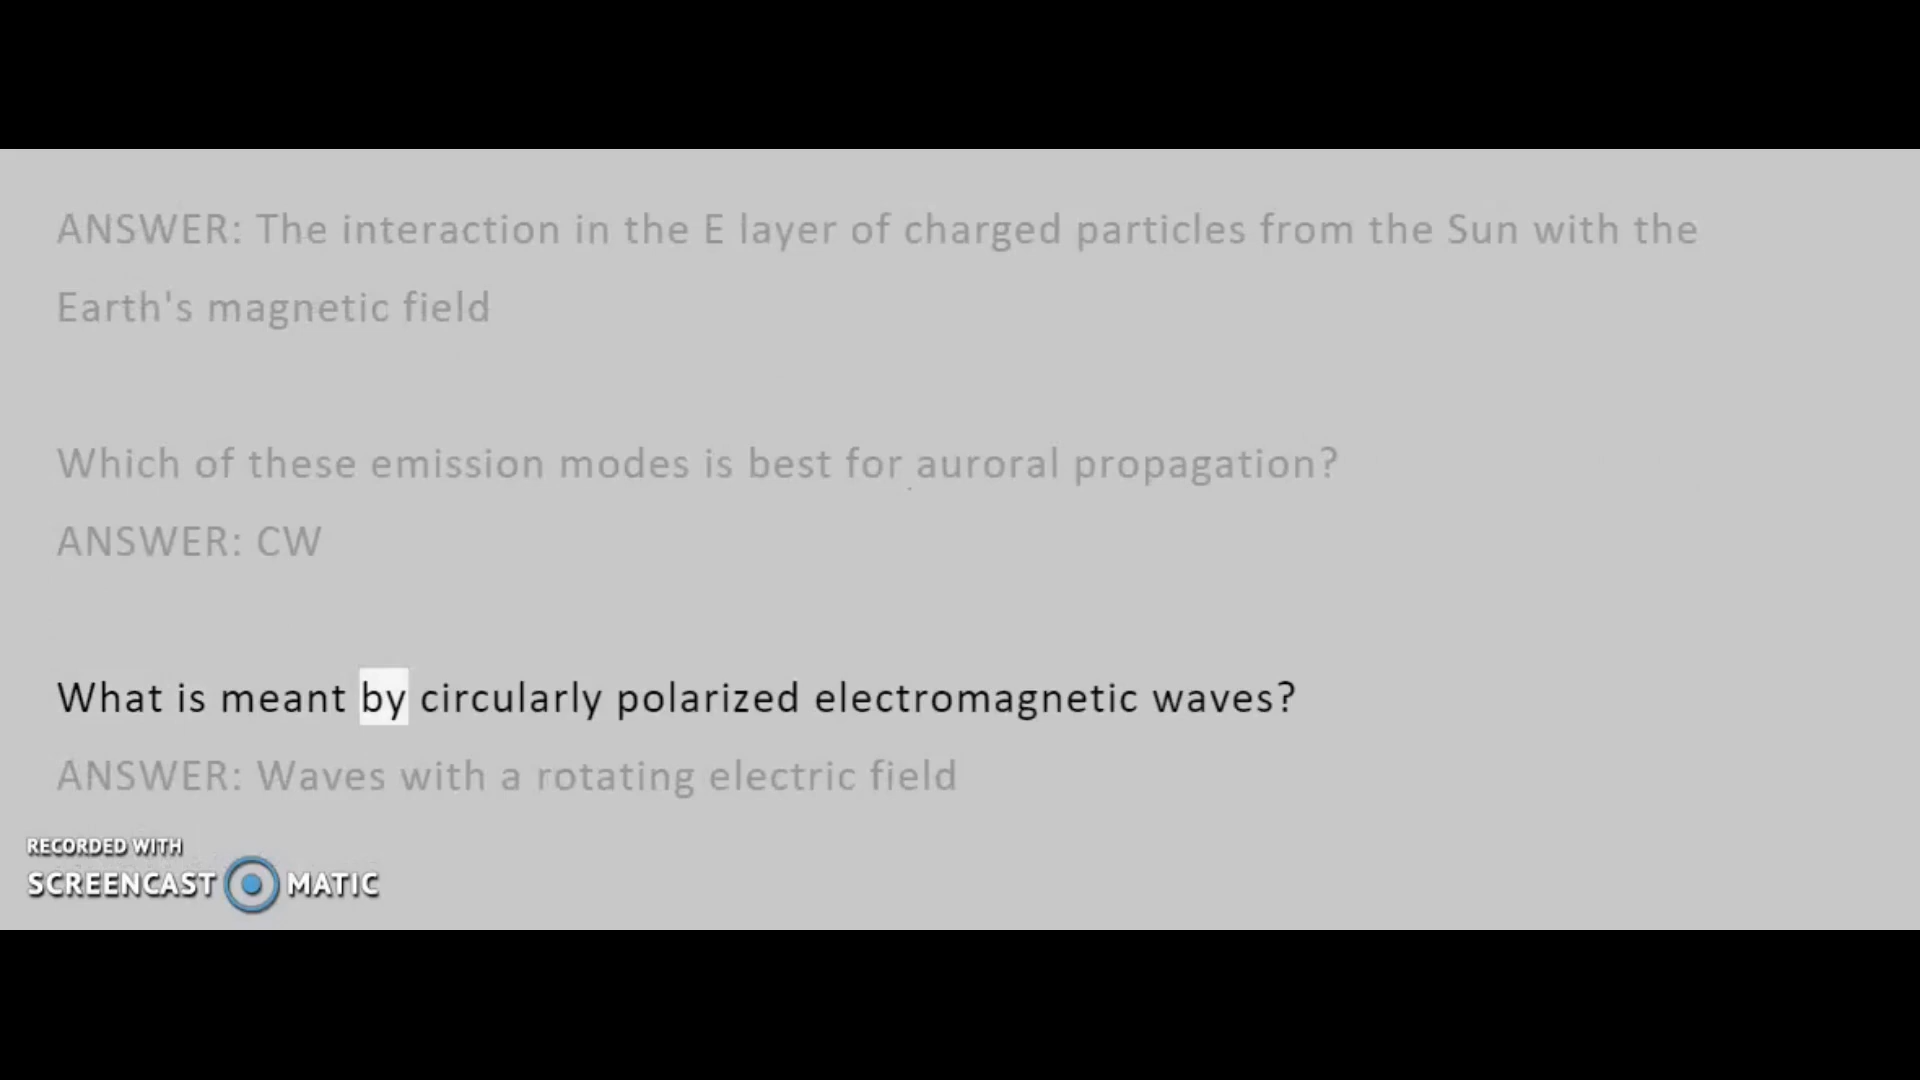 ANSWER: The interaction in the E layer of charged particles from the Sun with the
Earth's magnetic field
Which of these emission modes is best for auroral propagation?
ANSWER: CW
What is meant by circularly polarized electromagnetic waves?
ANSWER: Waves with a rotating electric field
RECORDED WITH
SCREENCAST MATIC